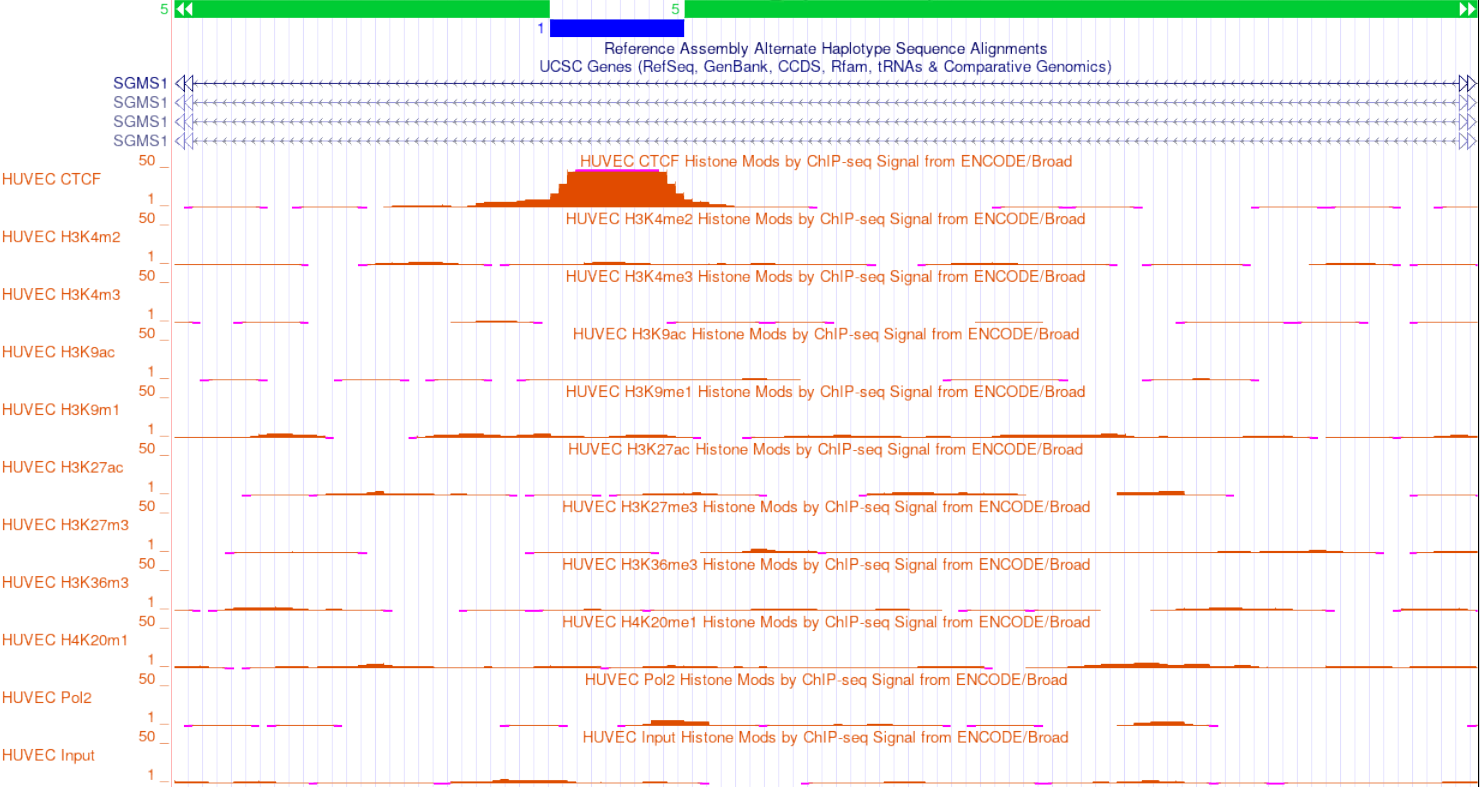 5 5
1
Reference Assembly Alternate Haplotype Sequence Alignments
UCSC Genes (RefSeq, GenBank, CCDS, Rfam, tRNAs & Comparative Genomics)
SGMS1
SGMS1
SGMS1
SGMS1
50 HUVEC CTCF Histone Mods by ChIP-seq Signal from ENCODE/Broad
HUVEC CTCF
1
50 HUVEC H3K4me2 Histone Mods by ChIP-seq Signal from ENCODE/Broad
HUVEC H3K4m2
1
50 HUVEC H3K4me3 Histone Mods by ChIP-seq Signal from ENCODE/Broad
HUVEC H3K4m3
1
50 HUVEC H3K9ac Histone Mods by ChIP-seq Signal from ENCODE/Broad
HUVEC H3K9ac
1
50 HUVEC H3K9me1 Histone Mods by ChIP-seq Signal from ENCODE/Broad
HUVEC H3K9m1
1
50 HUVEC H3K27ac Histone Mods by ChIP-seq Signal from ENCODE/Broad
HUVEC H3K27ac
1
50 HUVEC H3K27me3 Histone Mods by ChIP-seq Signal from ENCODE/Broad
HUVEC H3K27m3
1
50 HUVEC H3K36me3 Histone Mods by ChIP-seq Signal from ENCODE/Broad
HUVEC H3K36m3
1
50 HUVEC H4K20me1 Histone Mods by ChIP-seq Signal from ENCODE/Broad
HUVEC H4K20m1
1
50 HUVEC Pol2 Histone Mods by ChIP-seq Signal from ENCODE/Broad
HUVEC Pol2
1
50 HUVEC Input Histone Mods by ChIP-seq Signal from ENCODE/Broad
HUVEC Input
1